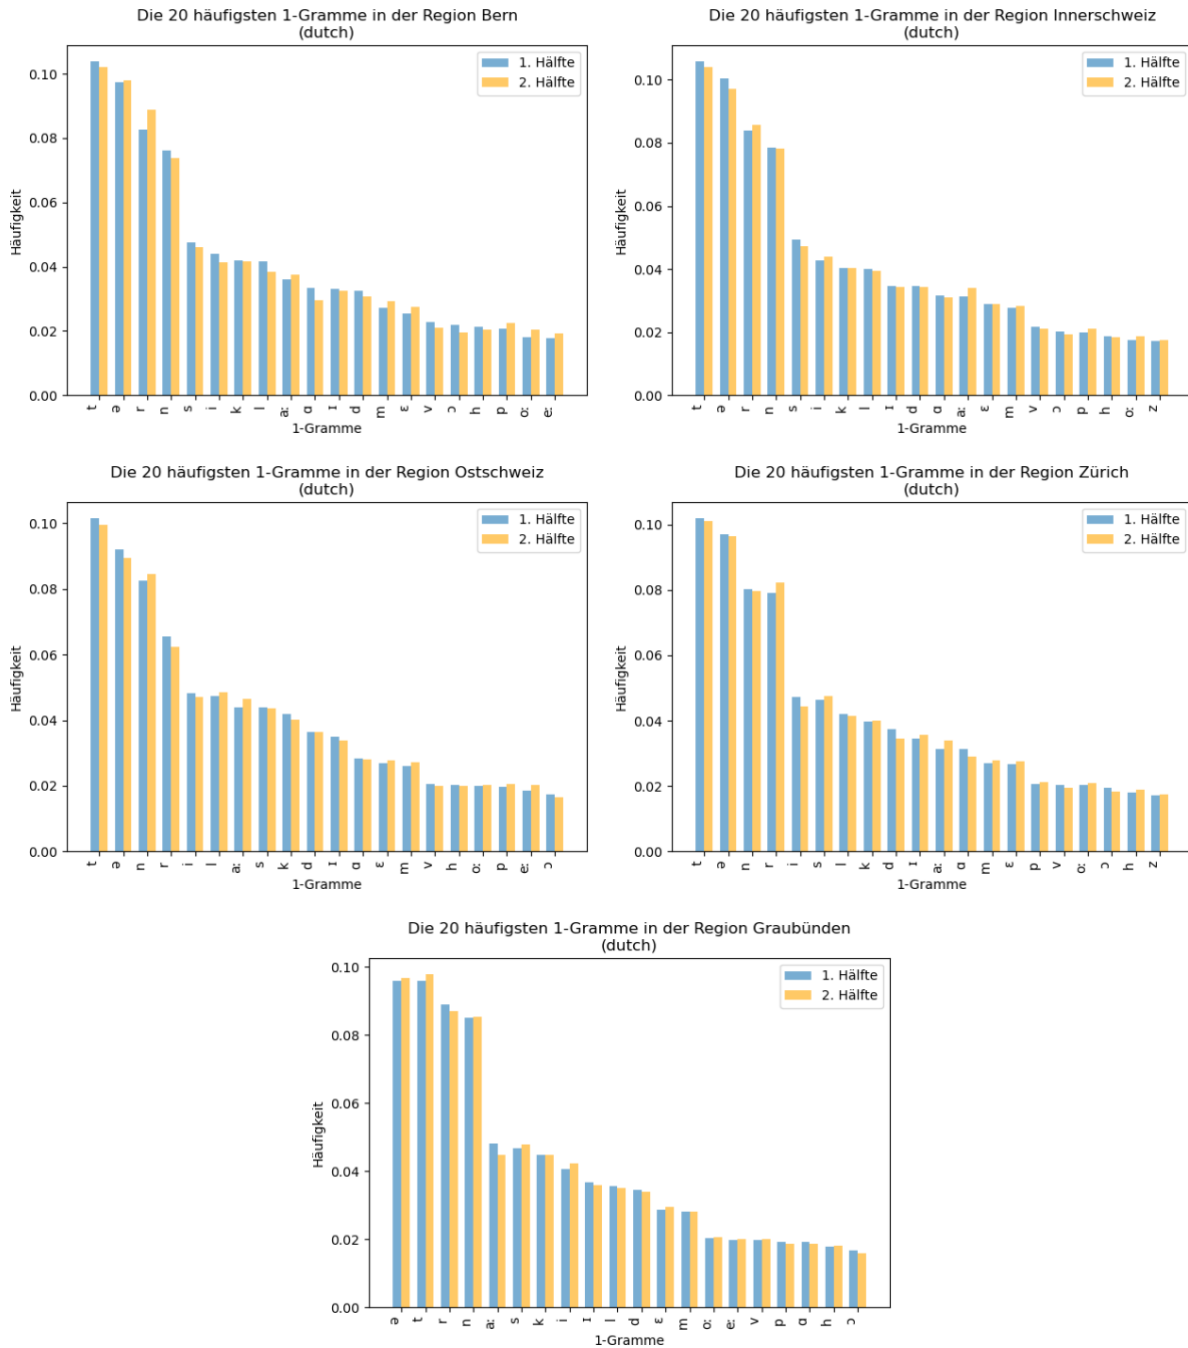 Die 20 häufigsten 1-Gramme in der Region Bern
(dutch)
Häufigkeit
0.10
0.08
0.06
0.04
0.02
0.00
1. Hälfte
2. Hälfte
t ə r n s i k l aː ɑ ɪ d m ɛ v ɔ h p ɑː eː
1-Gramme
Die 20 häufigsten 1-Gramme in der Region Innerschweiz
(dutch)
Häufigkeit
0.10
0.08
0.06
0.04
0.02
0.00
1. Hälfte
2. Hälfte
t ə r n s i k l ɪ d ɑ aː ɛ m v ɔ p h ɑː z
1-Gramme
Die 20 häufigsten 1-Gramme in der Region Ostschweiz
(dutch)
Häufigkeit
0.10
0.08
0.06
0.04
0.02
0.00
1. Hälfte
2. Hälfte
t ə n r i l aː s k d ɪ ɑ ɛ m v h ɑː p eː ɔ
1-Gramme
Die 20 häufigsten 1-Gramme in der Region Zürich
(dutch)
Häufigkeit
0.10
0.08
0.06
0.04
0.02
0.00
1. Hälfte
2. Hälfte
t ə n r i s l k d ɪ aː ɑ m ɛ p v ɑː ɔ h z
1-Gramme
Die 20 häufigsten 1-Gramme in der Region Graubünden
(dutch)
Häufigkeit
0.10
0.08
0.06
0.04
0.02
0.00
1. Hälfte
2. Hälfte
ə t r n aː s k i ɪ l d ɛ m ɑː eː v p ɑ h ɔ
1-Gramme